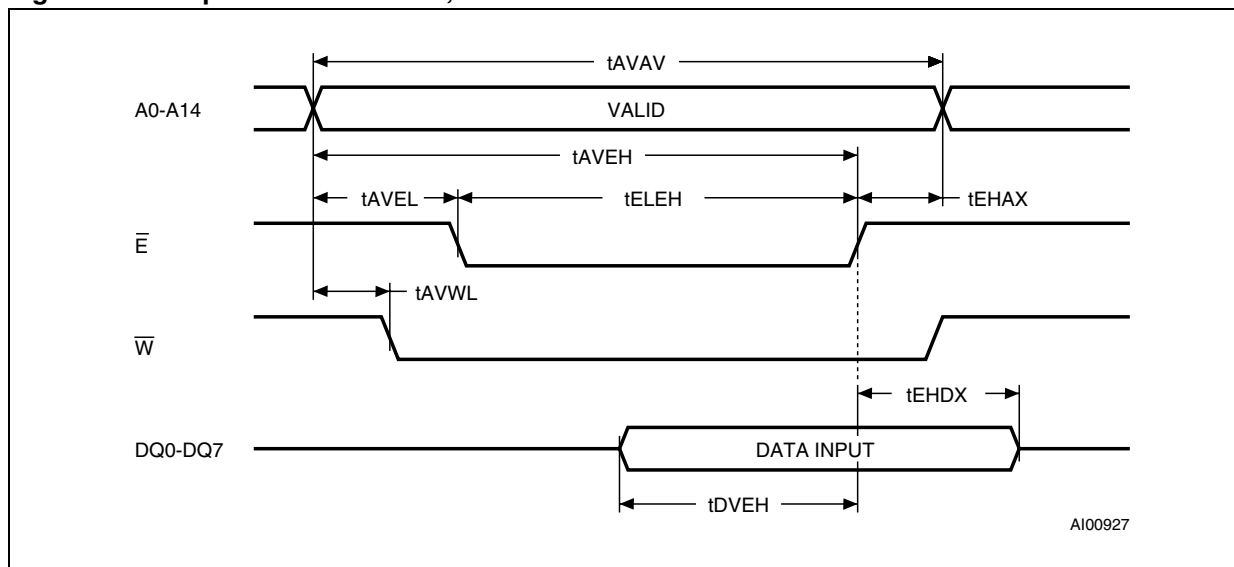 tAVAV
A0-A14
VALID
tAVEH
tAVEL
tELEH
tEHAX
E̅
tAVWL
W̅
tEHDX
DQ0-DQ7
DATA INPUT
tDVEH
AI00927